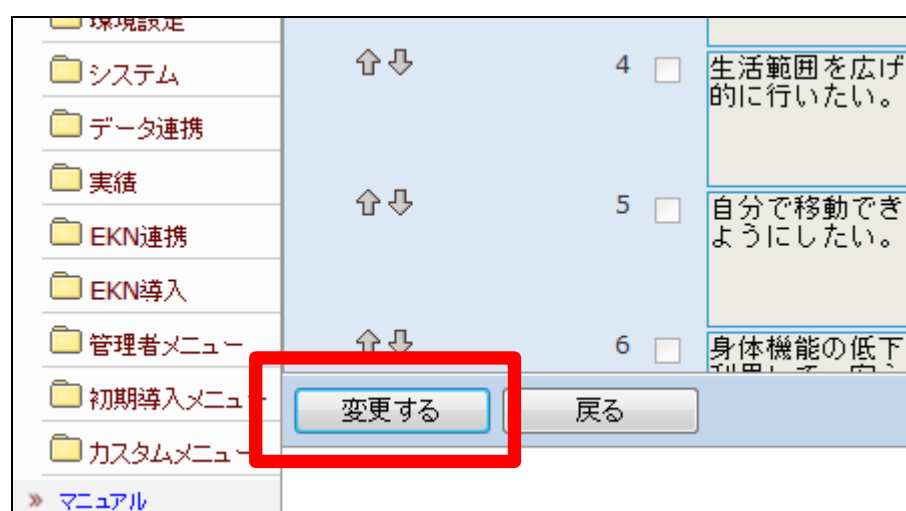 環境設定
システム
データ連携
実績
EKN連携
EKN導入
管理者メニュー
初期導入メニュー
カスタムメニュー
» マニュアル
4
生活範囲を広げ
的に行いたい。
5
自分で移動でき
ようにしたい。
6
身体機能の低下
変更する
戻る